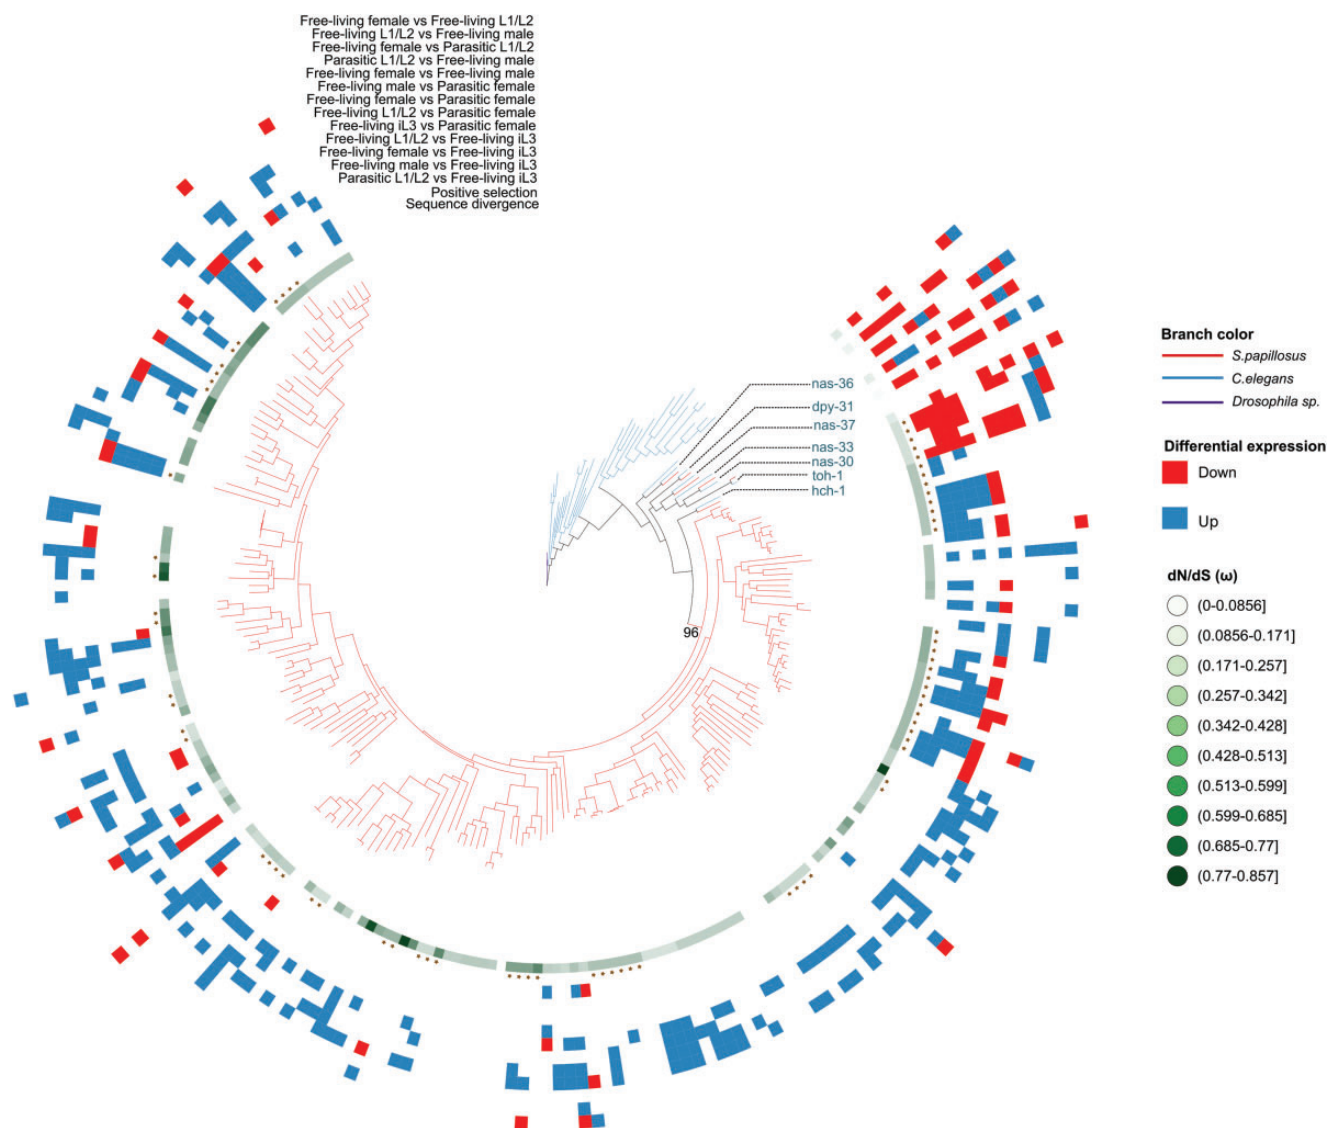 Free-living female vs Free-living L1/L2
Free-living L1/L2 vs Free-living male
Free-living female vs Parasitic L1/L2
Parasitic L1/L2 vs Free-living male
Free-living female vs Free-living male
Free-living male vs Parasitic female
Free-living female vs Parasitic female
Free-living L1/L2 vs Parasitic female
Free-living iL3 vs Parasitic female
Free-living L1/L2 vs Free-living iL3
Free-living female vs Free-living iL3
Free-living male vs Free-living iL3
Parasitic L1/L2 vs Free-living iL3
Positive selection
Sequence divergence
nas-36
dpy-31
nas-37
nas-33
nas-30
toh-1
hch-1
96
Branch color
S.papillosus
C.elegans
Drosophila sp.
Differential expression
Down
Up
dN/dS (ω)
(0-0.0856]
(0.0856-0.171]
(0.171-0.257]
(0.257-0.342]
(0.342-0.428]
(0.428-0.513]
(0.513-0.599]
(0.599-0.685]
(0.685-0.77]
(0.77-0.857]